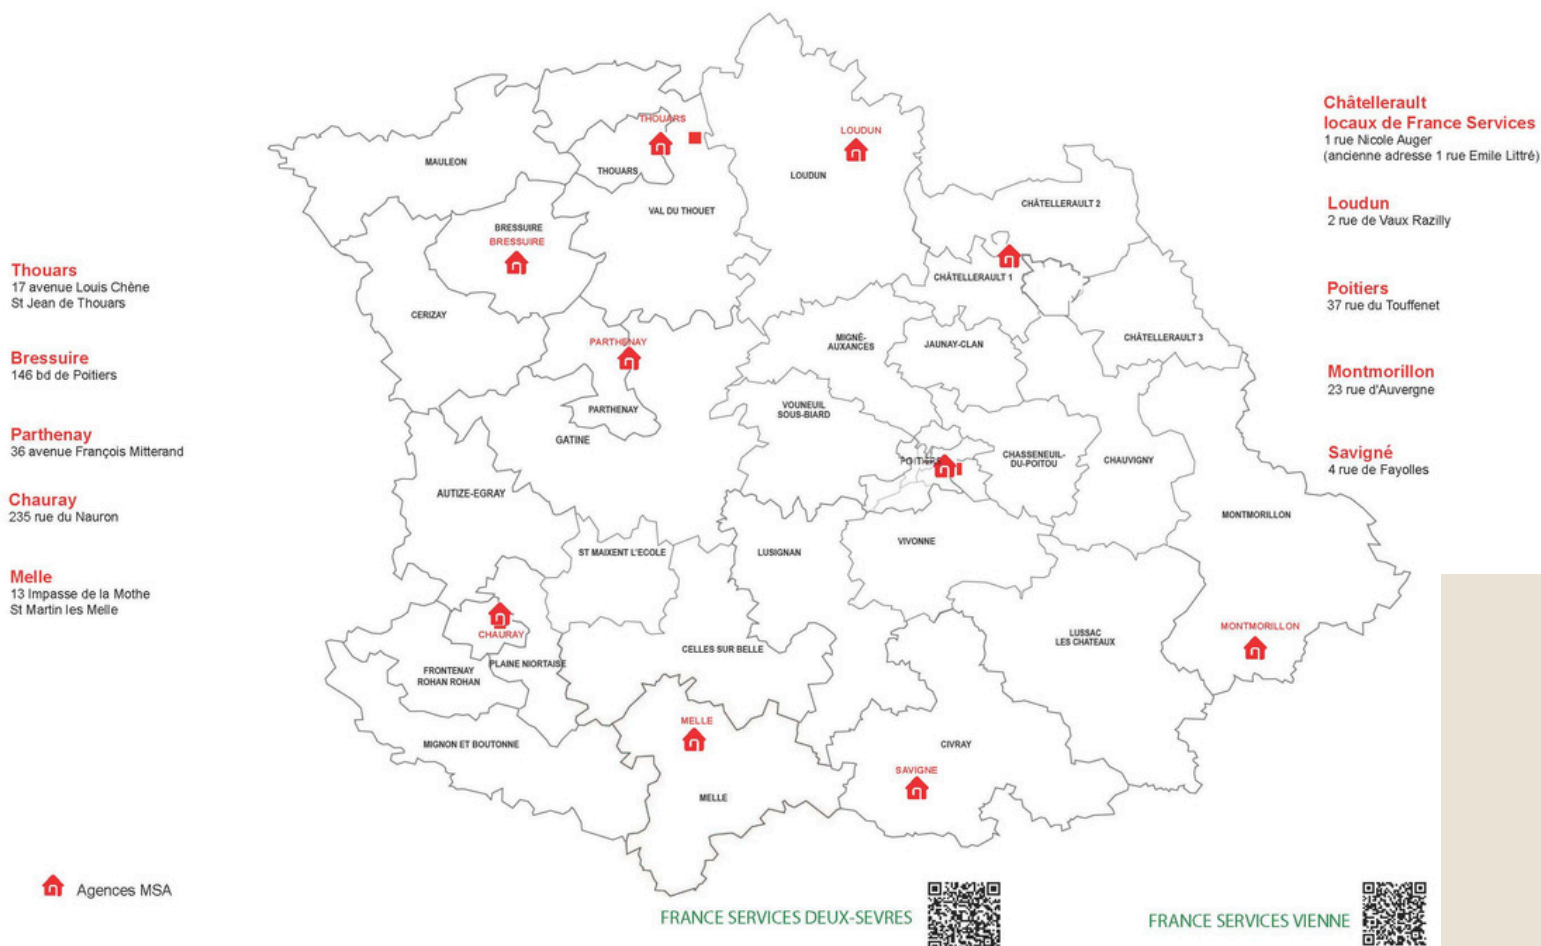 Thouars
17 avenue Louis Chène
St Jean de Thouars
Bressuire
146 bd de Poitiers
Parthenay
36 avenue François Mitterand
Chauray
235 rue du Nauron
Melle
13 Impasse de la Mothe
St Martin les Melle
Agences MSA
THOUARS
LOUDUN
MAULEON
THOUARS
LOUDUN
VAL DU THOUET
CHÂTELLERAULT 2
BRESSUIRE
BRESSUIRE
CHÂTELLERAULT 1
CERIZAY
PARTHENAY
MIGNÉ-
AUXANCES
JAUNAY-CLAN
CHÂTELLERAULT 3
PARTHENAY
VOUNEUIL
SOUS-BIARD
GATINE
POITIERS
CHASSENEUIL-
DU-POITOU
CHAUVIGNY
AUTIZE-EGRAY
MONTMORILLON
ST MAIXENT L'ECOLE
LUSIGNAN
VIVONNE
CHAURAY
LUSSAC
LES CHATEAUX
MONTMORILLON
CELLES SUR BELLE
PLAINE NIORTAISE
FRONTENAY
ROHAN ROHAN
MELLE
MIGNON ET BOUTONNE
CIVRAY
SAVIGNE
MELLE
Châtellerault
locaux de France Services
1 rue Nicole Auger
(ancienne adresse 1 rue Emile Littré)
Loudun
2 rue de Vaux Razilly
Poitiers
37 rue du Touffenet
Montmorillon
23 rue d'Auvergne
Savigné
4 rue de Fayolles
FRANCE SERVICES DEUX-SEVRES
FRANCE SERVICES VIENNE